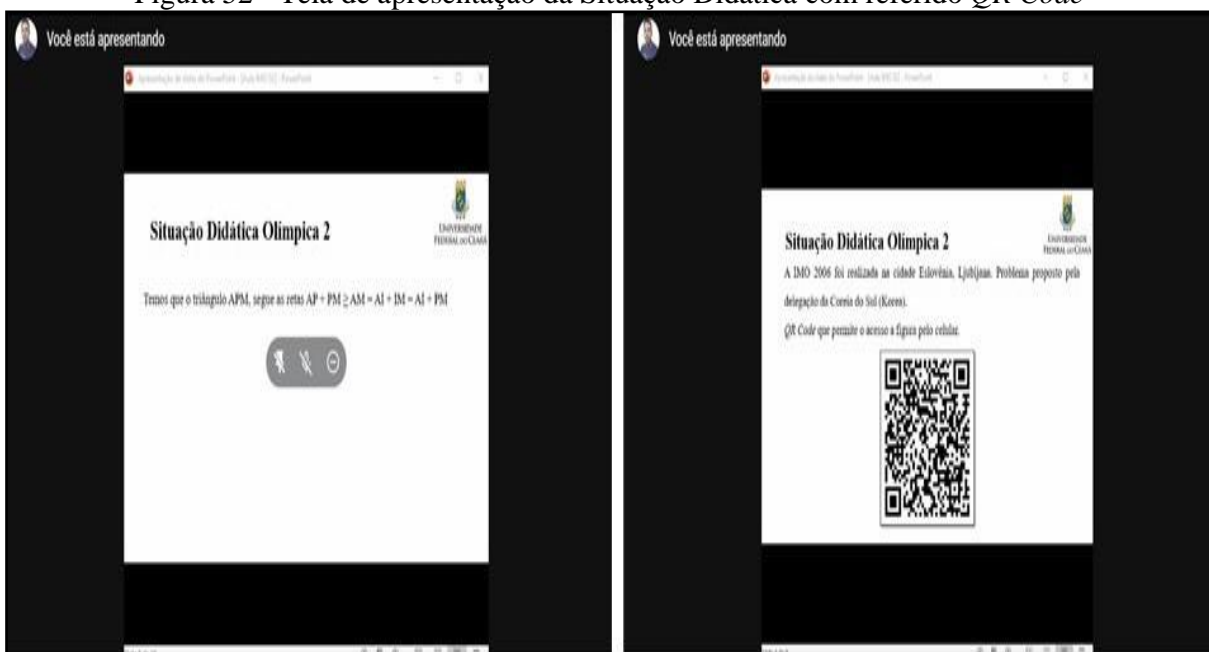 Figura 32 - Tela de apresentação da Situação Didática com referido QR Code
Você está apresentando
Situação Didática Olímpica 2
UNIVERSIDADE
FEDERAL DO CEARÁ
Temos que o triângulo APM, segue as retas AP + PM ≥ AM = AI + IM = AI + PM
Você está apresentando
Situação Didática Olímpica 2
UNIVERSIDADE
FEDERAL DO CEARÁ
A IMO 2006 foi realizada na cidade Eslovênia, Ljubljana. Problema proposto pela
delegação da Correia do Sul (Korea).
QR Code que permite o acesso a figura pelo celular.